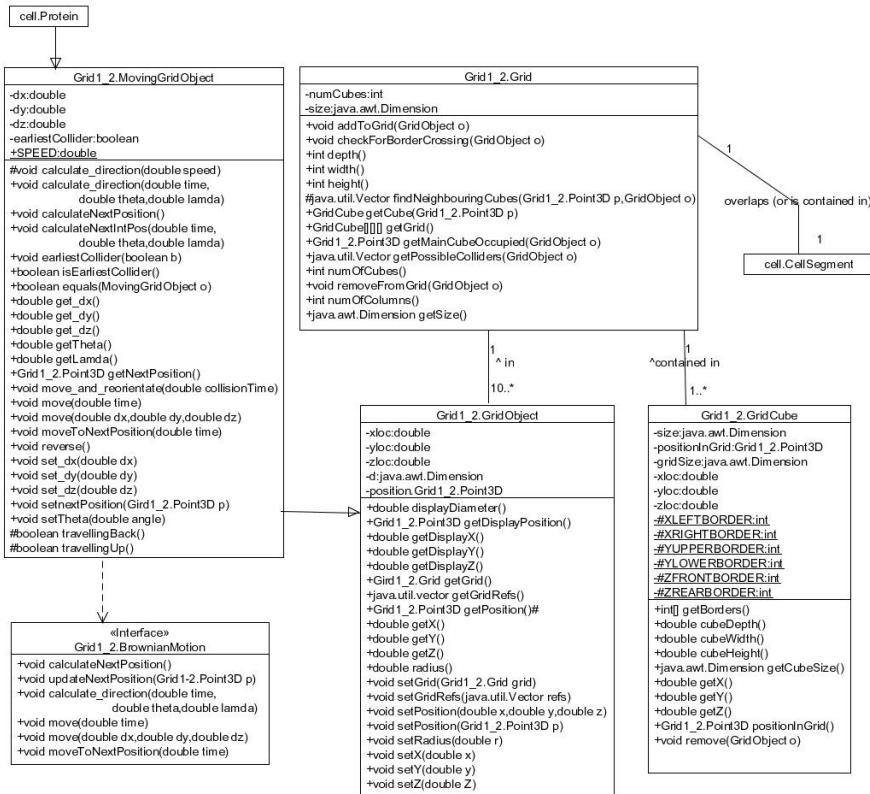 cell.Protein
Grid1_2.MovingGridObject
-dx:double
-dy:double
-dz:double
-earliestCollider:boolean
+SPEED:double
#void calculate_direction(double speed)
+void calculate_direction(double time,
double theta,double lamda)
+void calculateNextPosition()
+void calculateNextIntPos(double time,
double theta,double lamda)
+void earliestCollider(boolean b)
+boolean isEarliestCollider()
+boolean equals(MovingGridObject o)
+double get_dx()
+double get_dy()
+double get_dz()
+double getTheta()
+double getLamda()
+Grid1_2.Point3D getNextPosition()
+void move_and_reorientate(double collisionTime)
+void move(double time)
+void move(double dx,double dy,double dz)
+void moveToNextPosition(double time)
+void reverse()
+void set_dx(double dx)
+void set_dy(double dy)
+void set_dz(double dz)
+void setnextPosition(Gird1_2.Point3D p)
+void setTheta(double angle)
#boolean travellingBack()
#boolean travellingUp()
«Interface»
Grid1_2.BrownianMotion
+void calculateNextPosition()
+void updateNextPosition(Grid1-2.Point3D p)
+void calculate_direction(double time,
double theta,double lamda)
+void move(double time)
+void move(double dx,double dy,double dz)
+void moveToNextPosition(double time)
Grid1_2.Grid
-numCubes:int
-size:java.awt.Dimension
+void addToGrid(GridObject o)
+void checkForBorderCrossing(GridObject o)
+int depth()
+int width()
+int height()
#java.util.Vector findNeighbouringCubes(Grid1_2.Point3D p,GridObject o)
+GridCube getCube(Grid1_2.Point3D p)
+GridCube[][][] getGrid()
+Grid1_2.Point3D getMainCubeOccupied(GridObject o)
+java.util.Vector getPossibleColliders(GridObject o)
+int numOfCubes()
+void removeFromGrid(GridObject o)
+int numOfColumns()
+java.awt.Dimension getSize()
1
overlaps (or is contained in)
1
cell.CellSegment
1
^ in
10..*
1
^contained in
1..*
Grid1_2.GridObject
-xloc:double
-yloc:double
-zloc:double
-d:java.awt.Dimension
-position.Grid1_2.Point3D
+double displayDiameter()
+Grid1_2.Point3D getDisplayPosition()
+double getDisplayX()
+double getDisplayY()
+double getDisplayZ()
+Gird1_2.Grid getGrid()
+java.util.vector getGridRefs()
+Grid1_2.Point3D getPosition()#
+double getX()
+double getY()
+double getZ()
+double radius()
+void setGrid(Grid1_2.Grid grid)
+void setGridRefs(java.util.Vector refs)
+void setPosition(double x,double y,double z)
+void setPosition(Grid1_2.Point3D p)
+void setRadius(double r)
+void setX(double x)
+void setY(double y)
+void setZ(double Z)
Grid1_2.GridCube
-size:java.awt.Dimension
-positionInGrid:Grid1_2.Point3D
-gridSize:java.awt.Dimension
-xloc:double
-yloc:double
-zloc:double
-#XLEFTBORDER:int
-#XRIGHTBORDER:int
-#YUPPERBORDER:int
-#YLOWERBORDER:int
-#ZFRONTBORDER:int
-#ZREARBORDER:int
+int[] getBorders()
+double cubeDepth()
+double cubeWidth()
+double cubeHeight()
+java.awt.Dimension getCubeSize()
+double getX()
+double getY()
+double getZ()
+Grid1_2.Point3D positionInGrid()
+void remove(GridObject o)